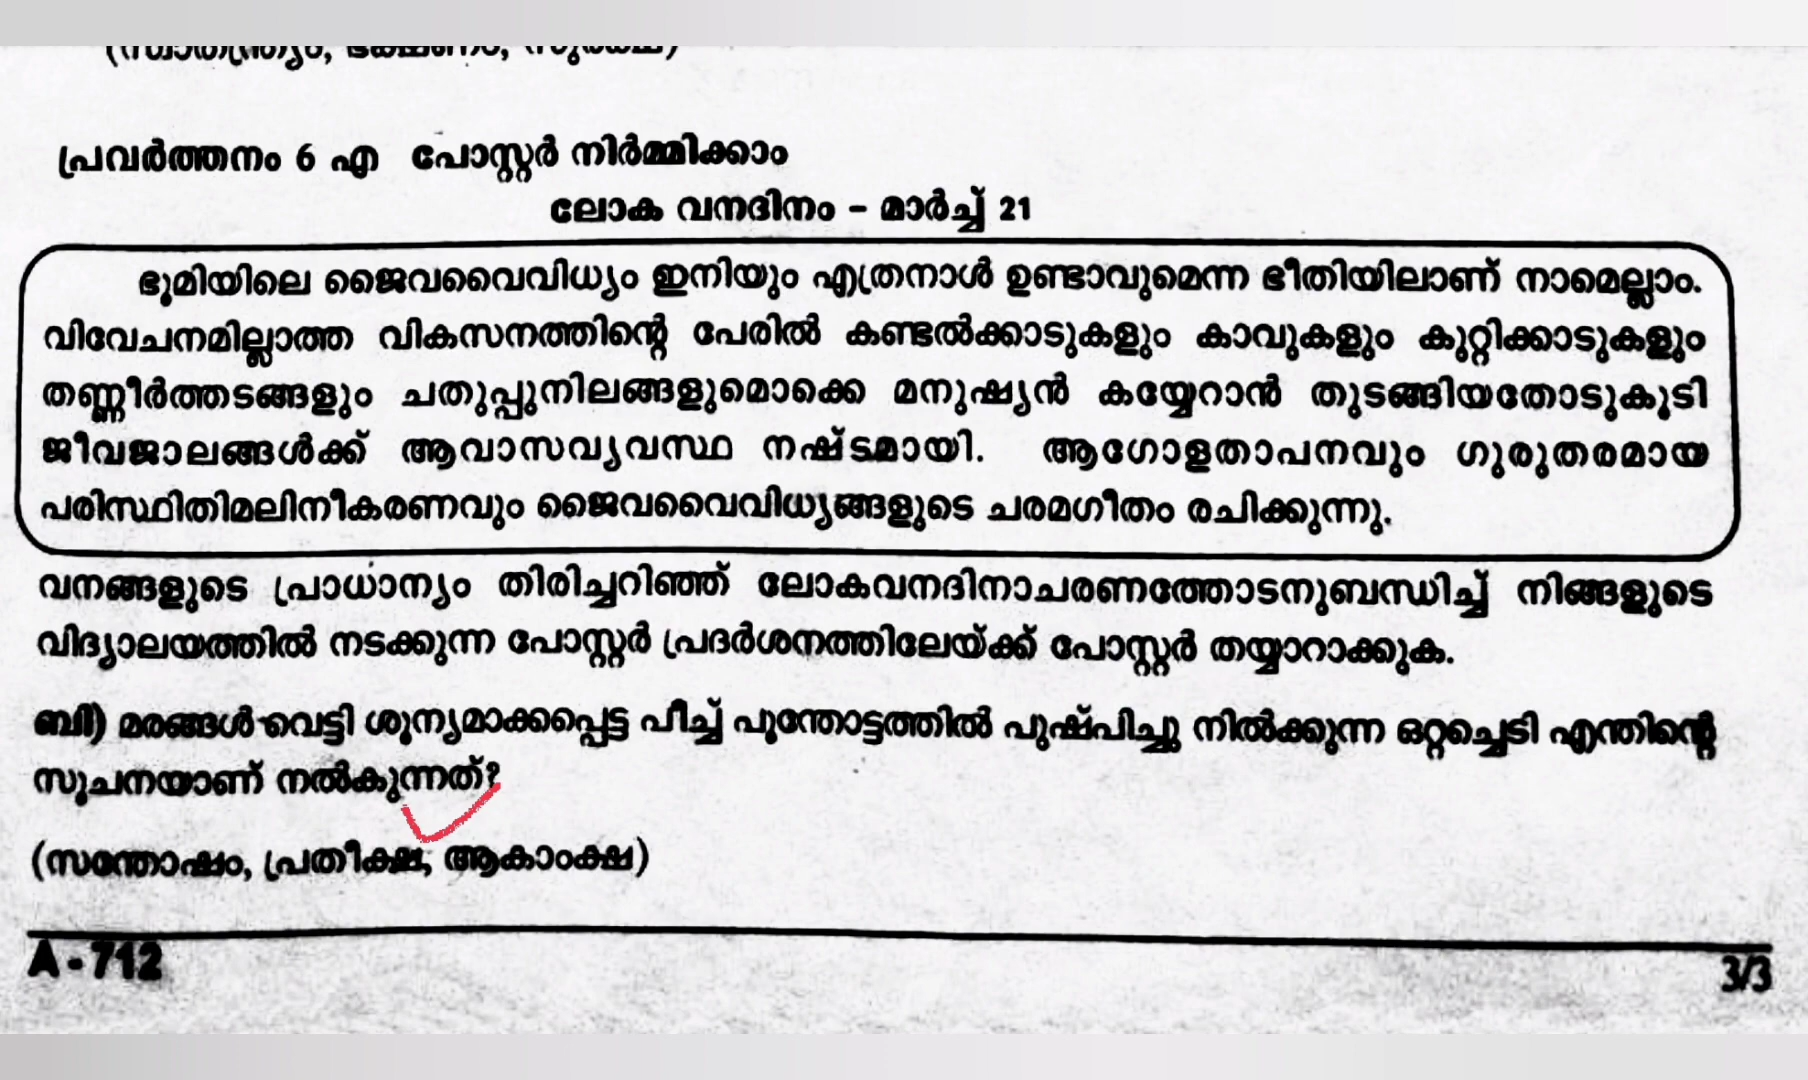 (സ്വാതന്ത്ര്യം, ഭക്ഷണം, സുരക്ഷ)
പ്രവർത്തനം 6 എ പോസ്റ്റർ നിർമ്മിക്കാം
ലോക വനദിനം - മാർച്ച് 21
ഭൂമിയിലെ ജൈവവൈവിധ്യം ഇനിയും എത്രനാൾ ഉണ്ടാവുമെന്ന ഭീതിയിലാണ് നാമെല്ലാം.
വിവേചനമില്ലാത്ത വികസനത്തിന്റെ പേരിൽ കണ്ടൽക്കാടുകളും കാവുകളും കുറ്റിക്കാടുകളും
തണ്ണീർത്തടങ്ങളും ചതുപ്പുനിലങ്ങളുമൊക്കെ മനുഷ്യൻ കയ്യേറാൻ തുടങ്ങിയതോടുകൂടി
ജീവജാലങ്ങൾക്ക് ആവാസവ്യവസ്ഥ നഷ്ടമായി. ആഗോളതാപനവും ഗുരുതരമായ
പരിസ്ഥിതിമലിനീകരണവും ജൈവവൈവിധ്യങ്ങളുടെ ചരമഗീതം രചിക്കുന്നു.
വനങ്ങളുടെ പ്രാധാന്യം തിരിച്ചറിഞ്ഞ് ലോകവനദിനാചരണത്തോടനുബന്ധിച്ച് നിങ്ങളുടെ
വിദ്യാലയത്തിൽ നടക്കുന്ന പോസ്റ്റർ പ്രദർശനത്തിലേയ്ക്ക് പോസ്റ്റർ തയ്യാറാക്കുക.
ബി) മരങ്ങൾ വെട്ടി ശൂന്യമാക്കപ്പെട്ട പീച്ച് പൂന്തോട്ടത്തിൽ പുഷ്പിച്ചു നിൽക്കുന്ന ഒറ്റച്ചെടി എന്തിന്റെ
സൂചനയാണ് നൽകുന്നത്?
(സന്തോഷം, പ്രതീക്ഷ, ആകാംക്ഷ)
A - 712
3/3